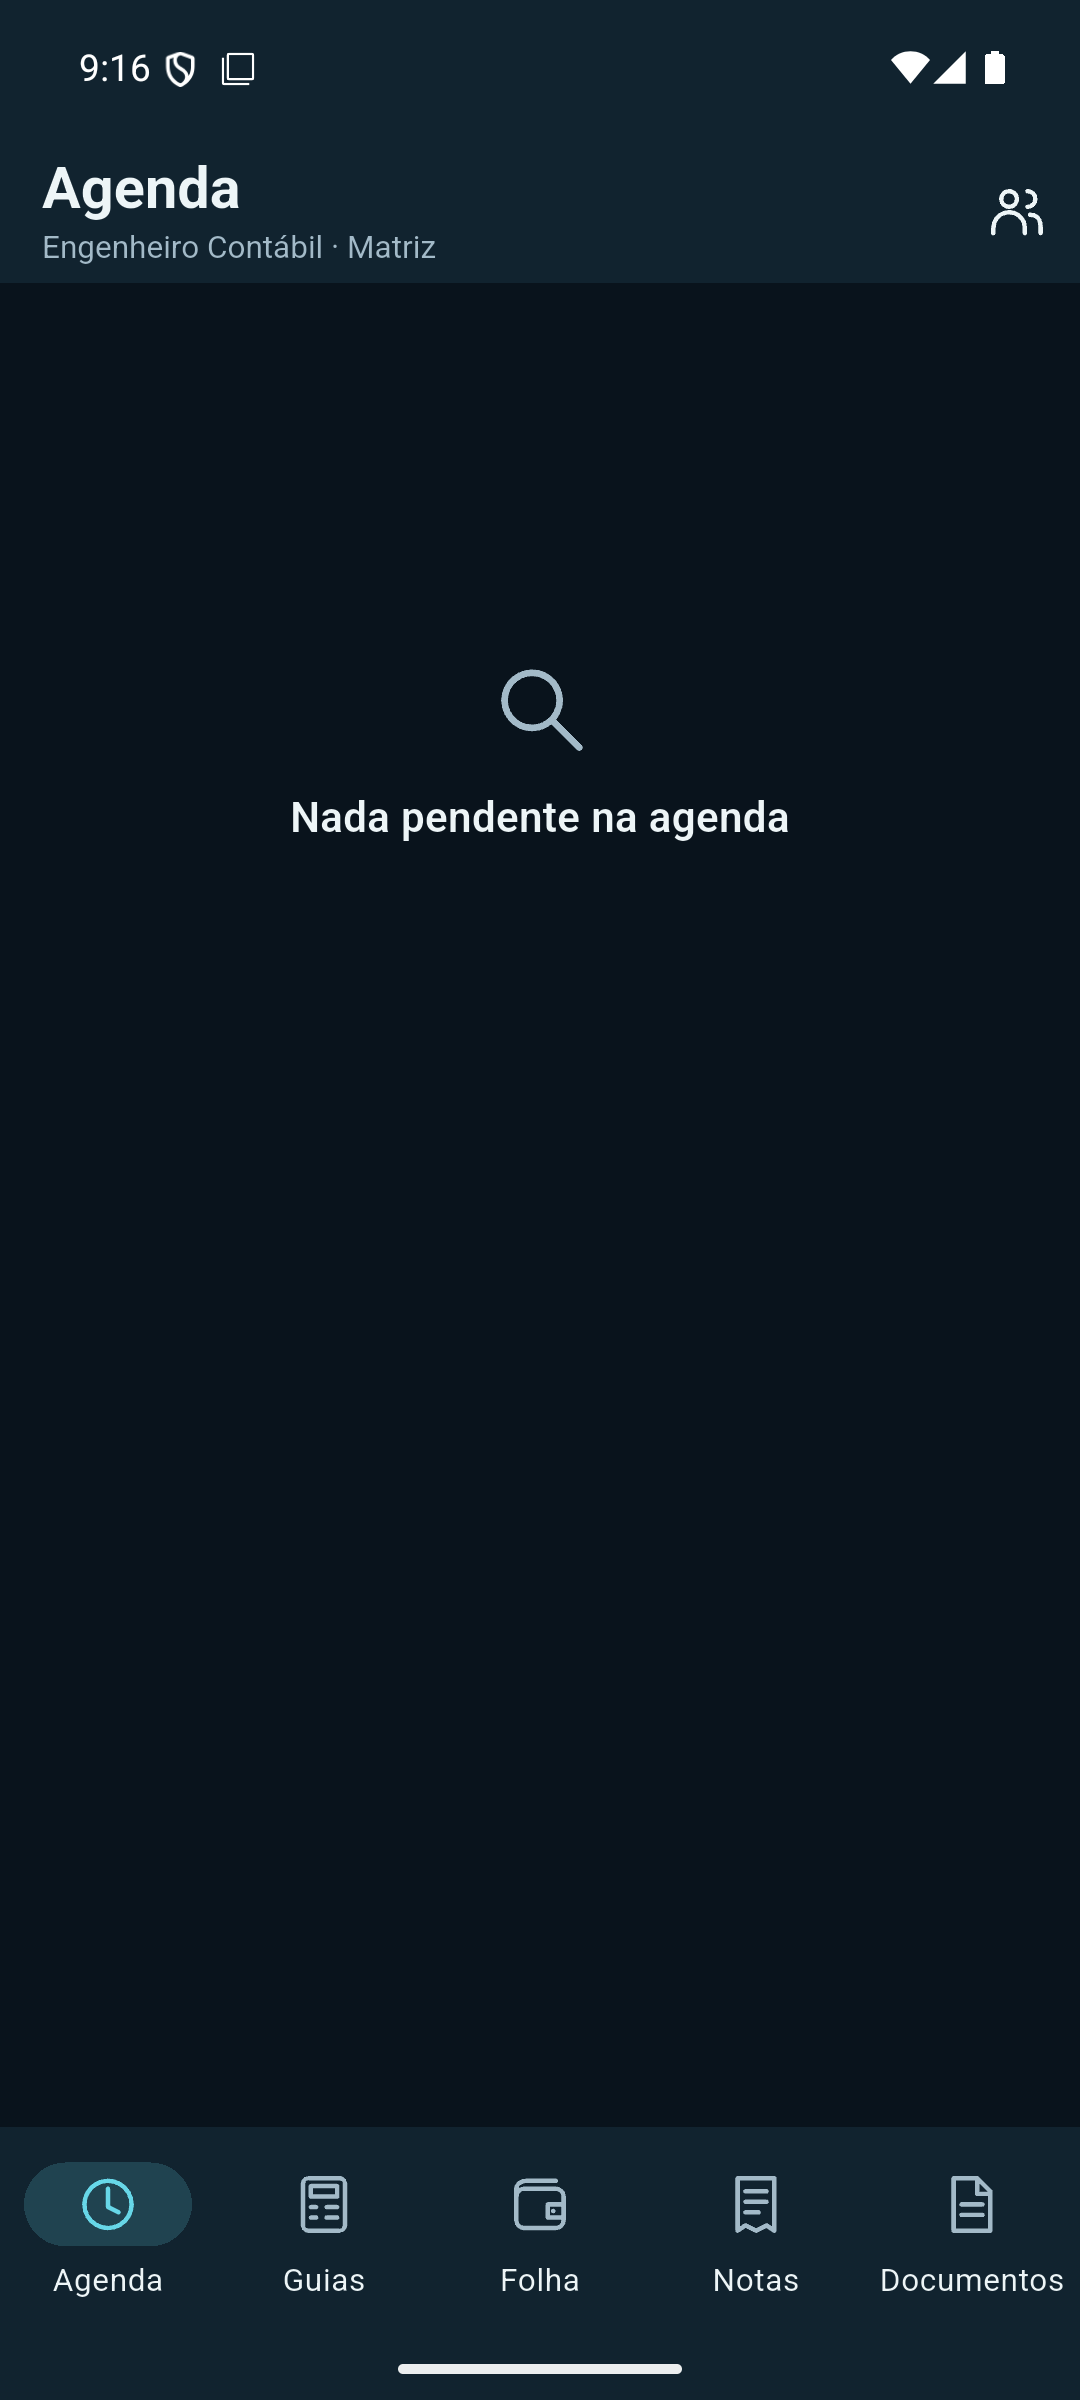 9:16
Agenda
Engenheiro Contábil · Matriz
Nada pendente na agenda
Agenda
Guias
Folha
Notas
Documentos